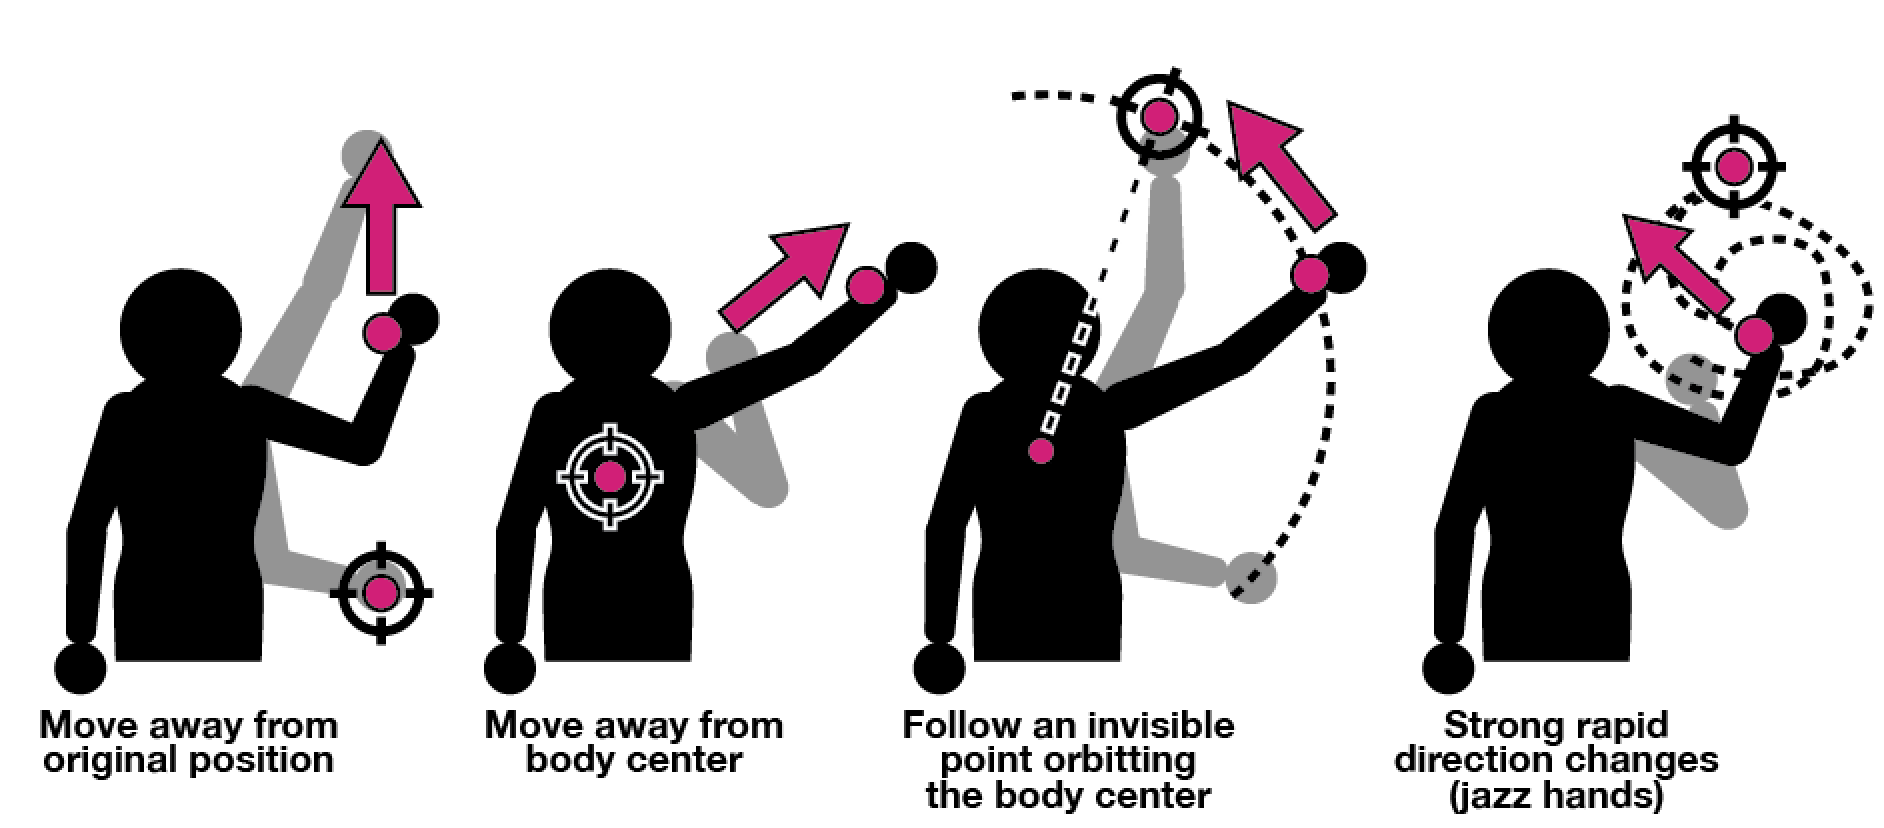 Move away from
original position
Move away from
body center
Follow an invisible
point orbitting
the body center
Strong rapid
direction changes
(jazz hands)